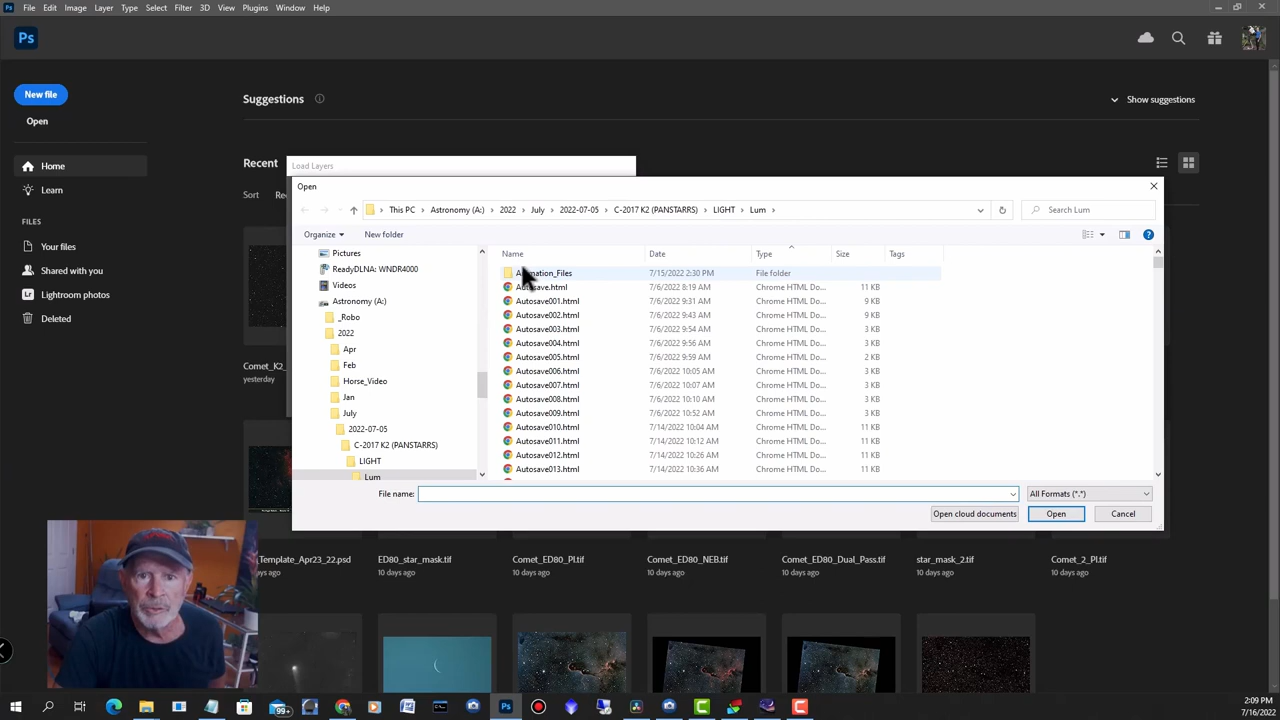 File Edit Image Layer Type Select Filter 3D View Plugins Window Help
Ps
New file
Open
Home
Learn
FILES
Your files
Shared with you
Lightroom photos
Deleted
Suggestions
Show suggestions
Recent
Sort
Load Layers
Open
This PC > Astronomy (A:) > 2022 > July > 2022-07-05 > C-2017 K2 (PANSTARRS) > LIGHT > Lum >
Search Lum
Organize
New folder
Pictures
ReadyDLNA: WNDR4000
Videos
Astronomy (A:)
_Robo
2022
Apr
Feb
Horse_Video
Jan
July
2022-07-05
C-2017 K2 (PANSTARRS)
LIGHT
Lum
Name Date Type Size Tags
7/15/2022 2:30 PM File folder
7/6/2022 8:19 AM Chrome HTML Do... 11 KB
Autosave001.html 7/6/2022 9:31 AM Chrome HTML Do... 9 KB
Autosave002.html 7/6/2022 9:43 AM Chrome HTML Do... 9 KB
Autosave003.html 7/6/2022 9:54 AM Chrome HTML Do... 3 KB
Autosave004.html 7/6/2022 9:56 AM Chrome HTML Do... 3 KB
Autosave005.html 7/6/2022 9:59 AM Chrome HTML Do... 2 KB
Autosave006.html 7/6/2022 10:05 AM Chrome HTML Do... 3 KB
Autosave007.html 7/6/2022 10:07 AM Chrome HTML Do... 3 KB
Autosave008.html 7/6/2022 10:10 AM Chrome HTML Do... 3 KB
Autosave009.html 7/6/2022 10:52 AM Chrome HTML Do... 3 KB
Autosave010.html 7/14/2022 10:04 AM Chrome HTML Do... 11 KB
Autosave011.html 7/14/2022 10:12 AM Chrome HTML Do... 11 KB
Autosave012.html 7/14/2022 10:26 AM Chrome HTML Do... 11 KB
Autosave013.html 7/14/2022 10:36 AM Chrome HTML Do... 11 KB
File name:
All Formats (*.*)
Open cloud documents
Open
Cancel
Comet_K2_
yesterday
Template_Apr23_22.psd
days ago
ED80_star_mask.tif
10 days ago
Comet_ED80_PI.tif
10 days ago
Comet_ED80_NEB.tif
10 days ago
Comet_ED80_Dual_Pass.tif
10 days ago
star_mask_2.tif
10 days ago
Comet_2_PI.tif
10 days ago
99+
2:09 PM
7/16/2022